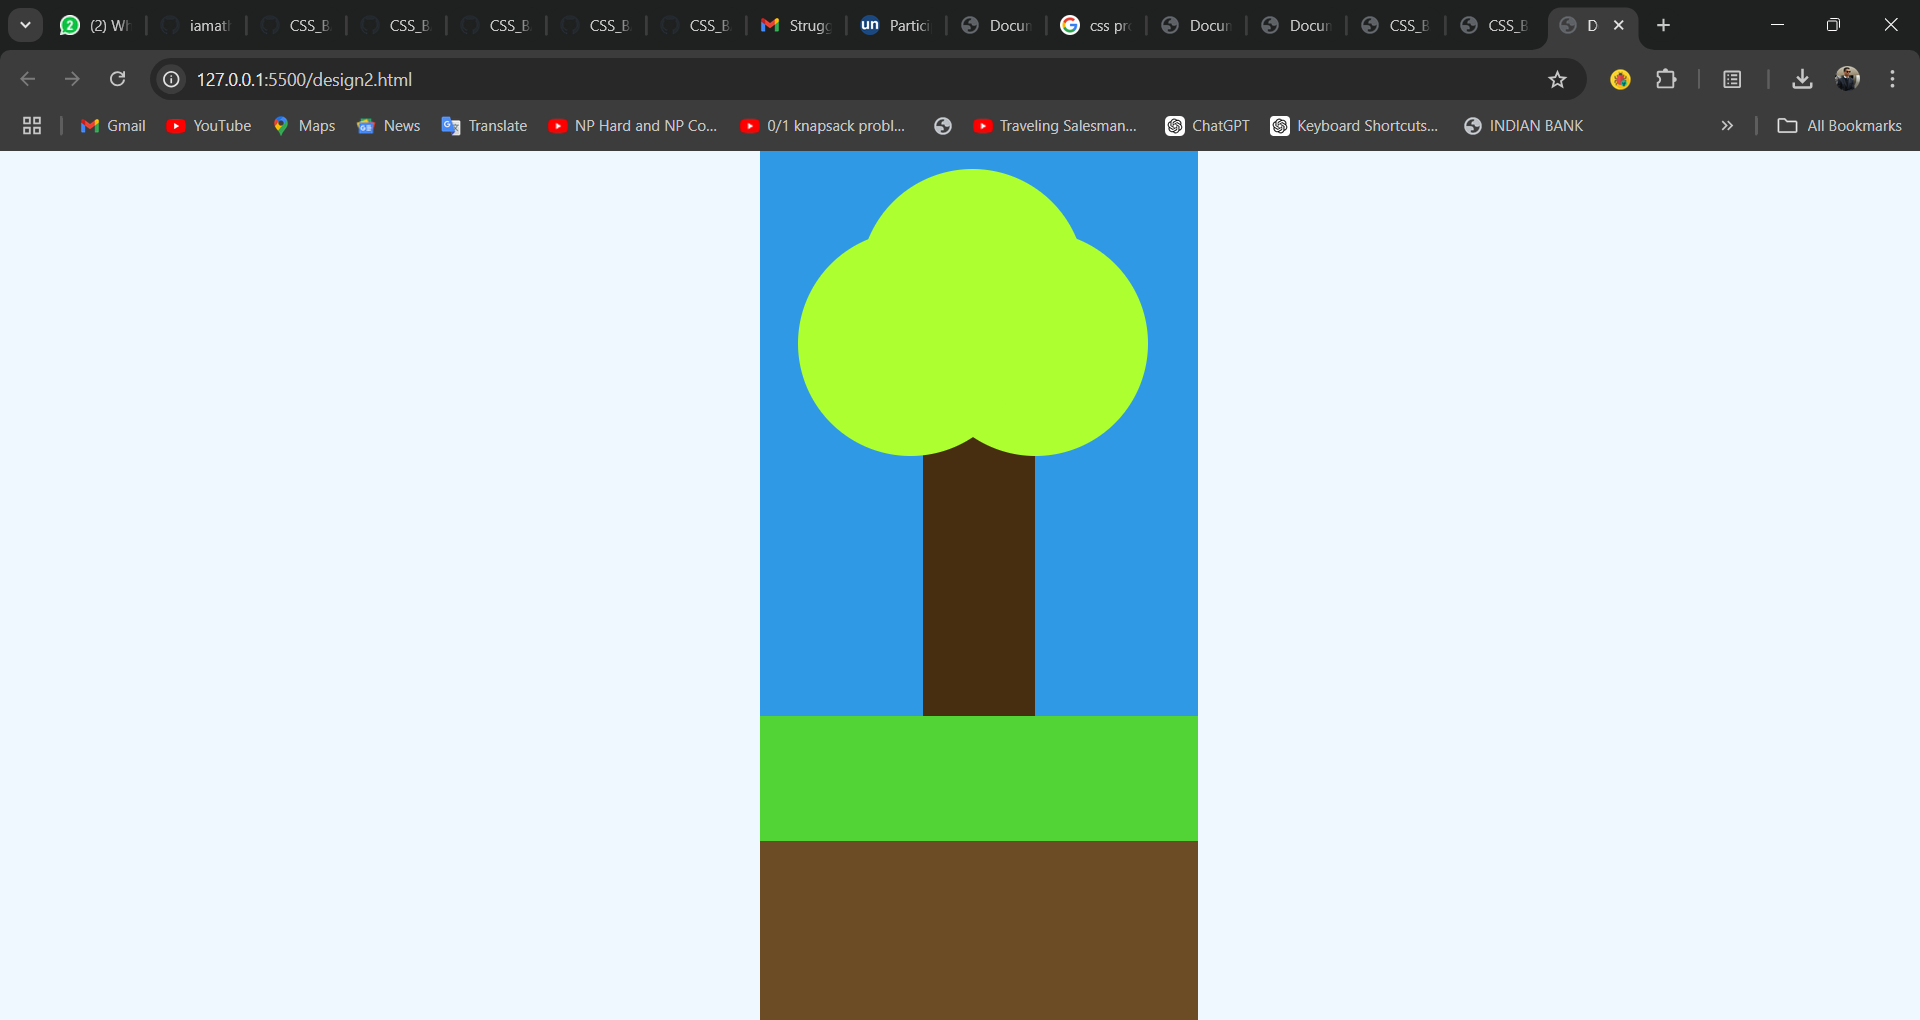 (2) Wh iamath CSS_B CSS_B CSS_B CSS_B CSS_B Strugg un Partici Docun css pro Docun Docun CSS_B CSS_B D
127.0.0.1:5500/design2.html
Gmail YouTube Maps News Translate NP Hard and NP Co... 0/1 knapsack probl... Traveling Salesman... ChatGPT Keyboard Shortcuts... INDIAN BANK » All Bookmarks